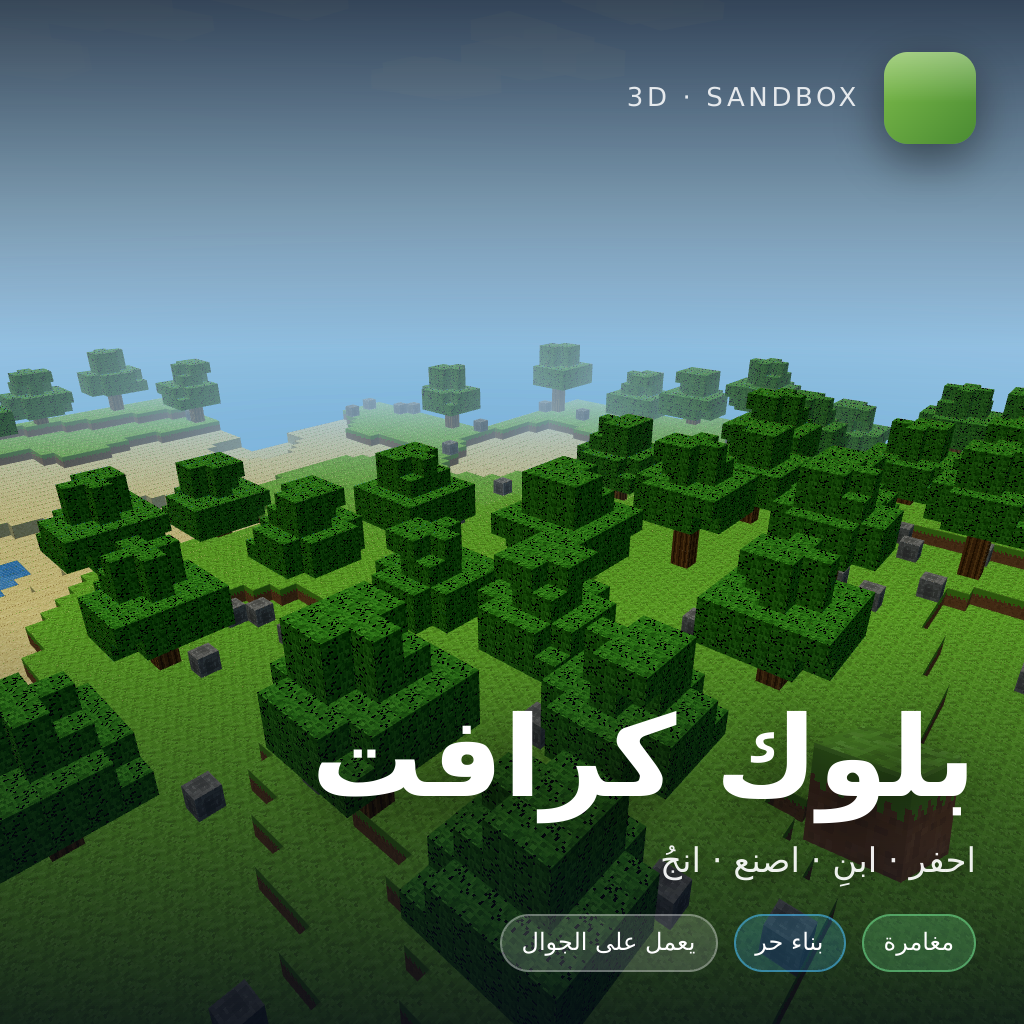 3D · SANDBOX
بلوك كرافت
احفر · ابنِ · اصنع · انجُ
مغامرة
بناء حر
يعمل على الجوال